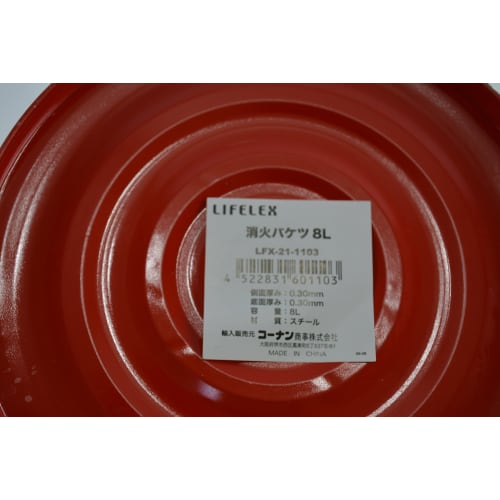 LIFELEX
消火バケツ 8L
LFX-21-1103
4 522831 601103
側面厚み：0.30mm
底面厚み：0.30mm
容 量：8L
材 質：スチール
輸入販売元 コーナン商事株式会社
MADE IN CHINA